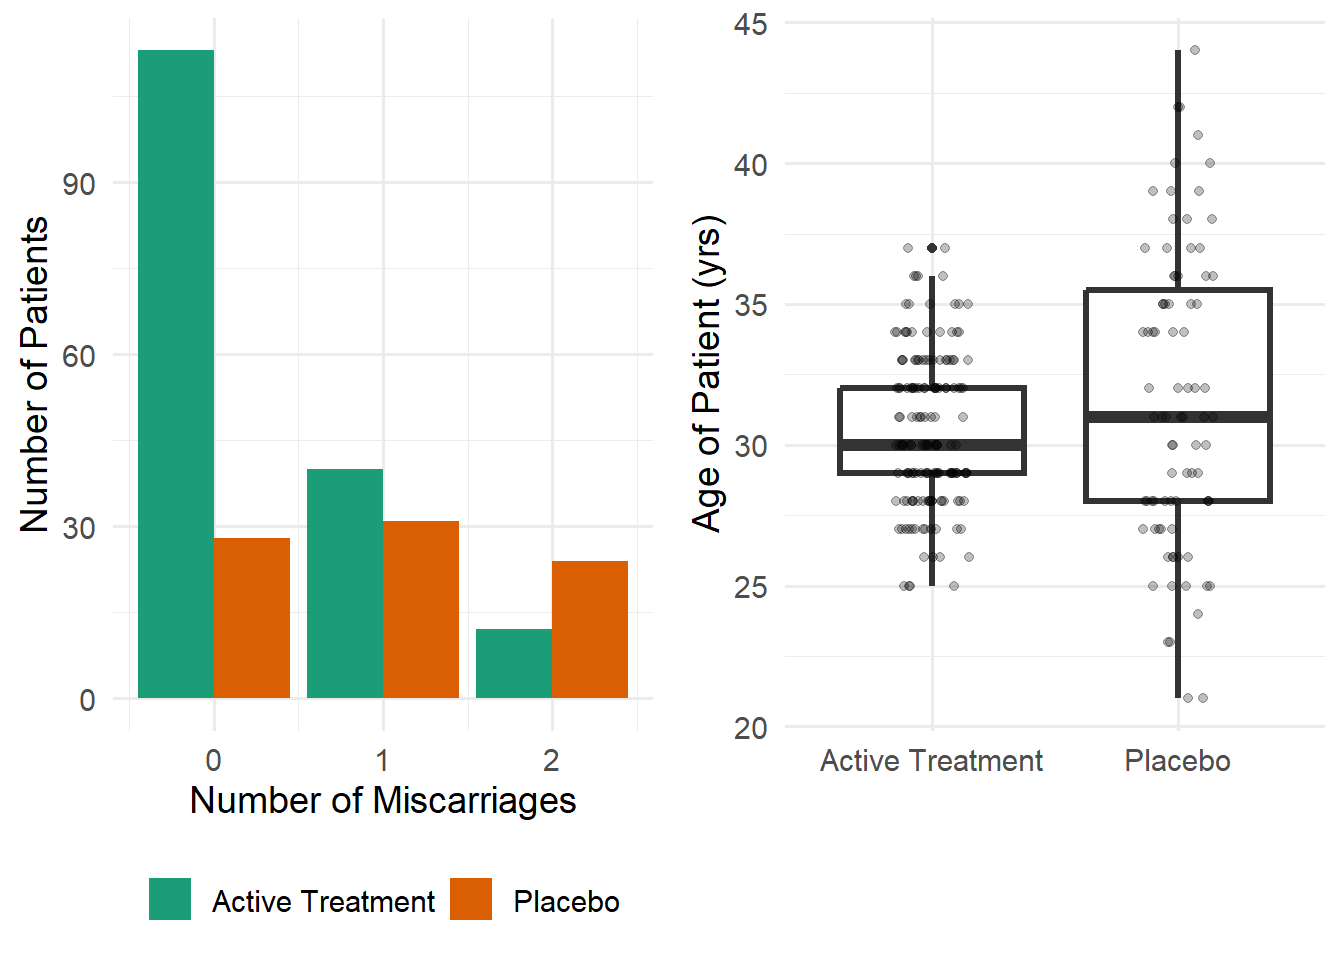 Number of Patients
90
60
30
0
0
1
2
Number of Miscarriages
Active Treatment
Placebo
Age of Patient (yrs)
45
40
35
30
25
20
Active Treatment
Placebo